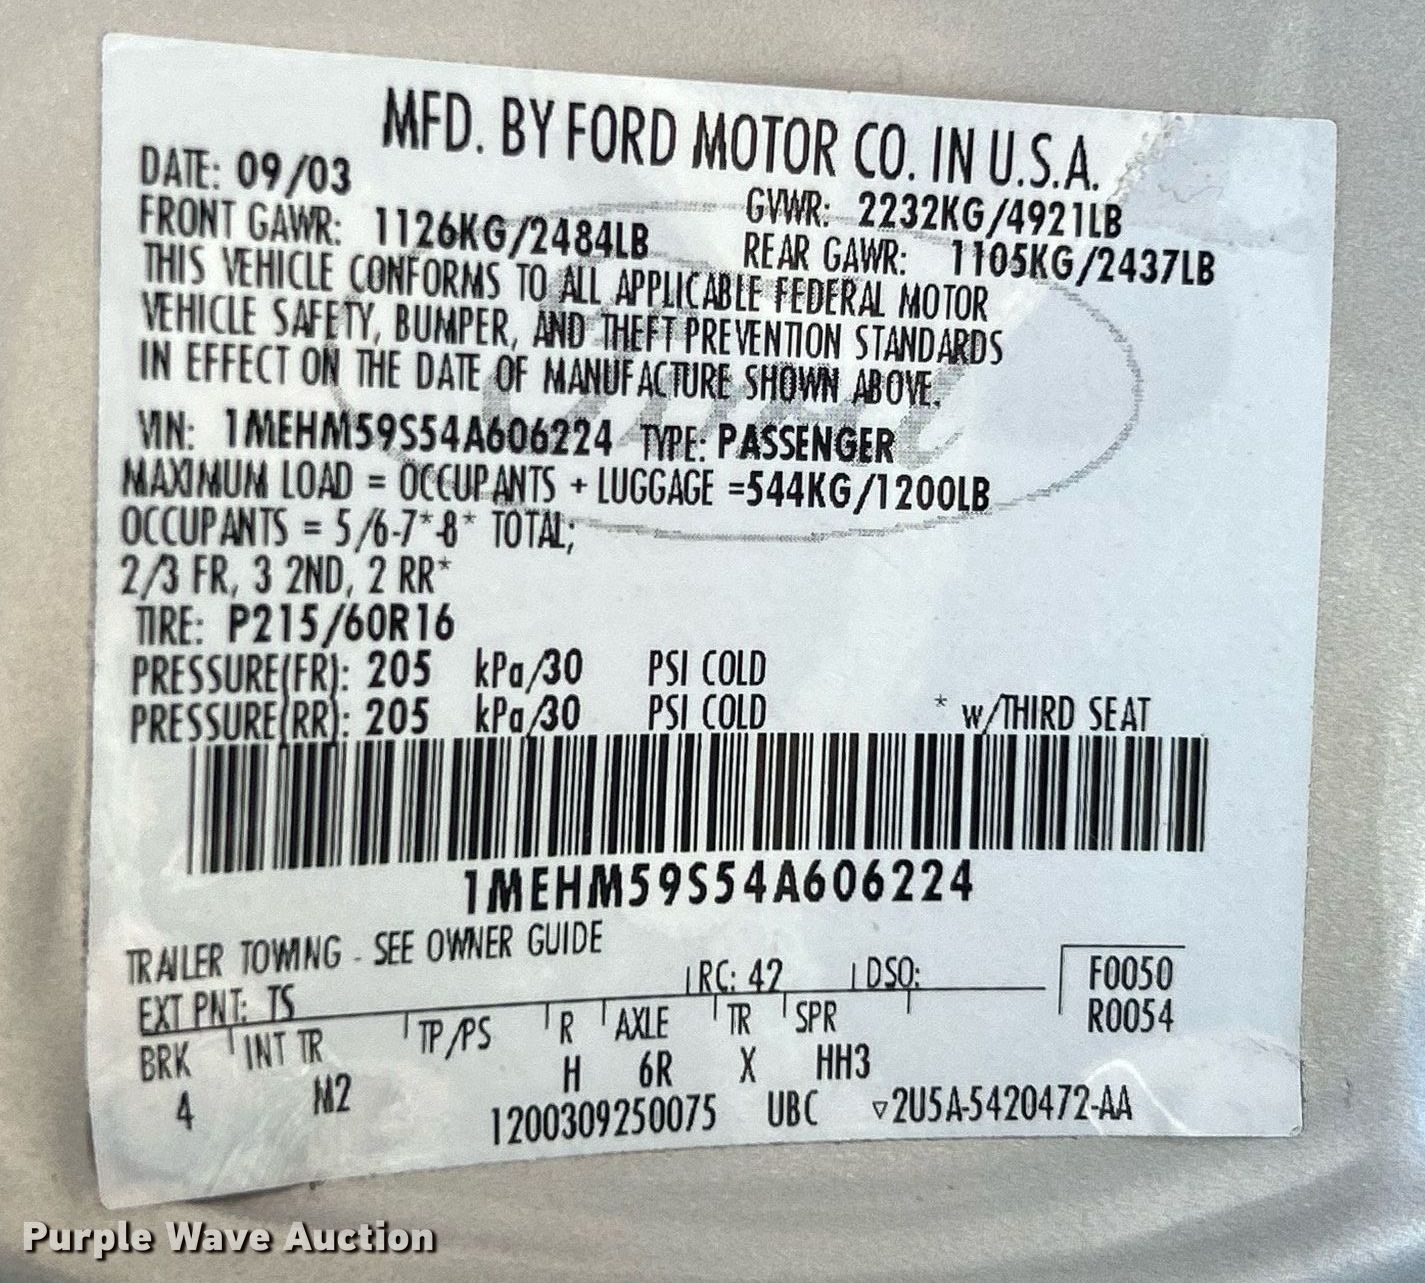 MFD. BY FORD MOTOR CO. IN U.S.A.
DATE: 09/03
GVWR: 2232KG/4921LB
FRONT GAWR: 1126KG/2484LB
REAR GAWR: 1105KG/2437LB
THIS VEHICLE CONFORMS TO ALL APPLICABLE FEDERAL MOTOR
VEHICLE SAFETY, BUMPER, AND THEFT PREVENTION STANDARDS
IN EFFECT ON THE DATE OF MANUFACTURE SHOWN ABOVE.
Ford
VIN: 1MEHM59S54A606224 TYPE: PASSENGER
MAXIMUM LOAD = OCCUPANTS + LUGGAGE =544KG/1200LB
OCCUPANTS = 5/6-7*-8* TOTAL;
2/3 FR, 3 2ND, 2 RR*
TIRE: P215/60R16
PRESSURE(FR): 205 kPa/30 PSI COLD
PRESSURE(RR): 205 kPa/30 PSI COLD * w/THIRD SEAT
1MEHM59S54A606224
TRAILER TOWING - SEE OWNER GUIDE
EXT PNT: TS RC: 42 DSO: F0050
R0054
BRK INT TR TP/PS R AXLE TR SPR
4 M2 H 6R X HH3
1200309250075 UBC ▿2U5A-5420472-AA
Purple Wave Auction